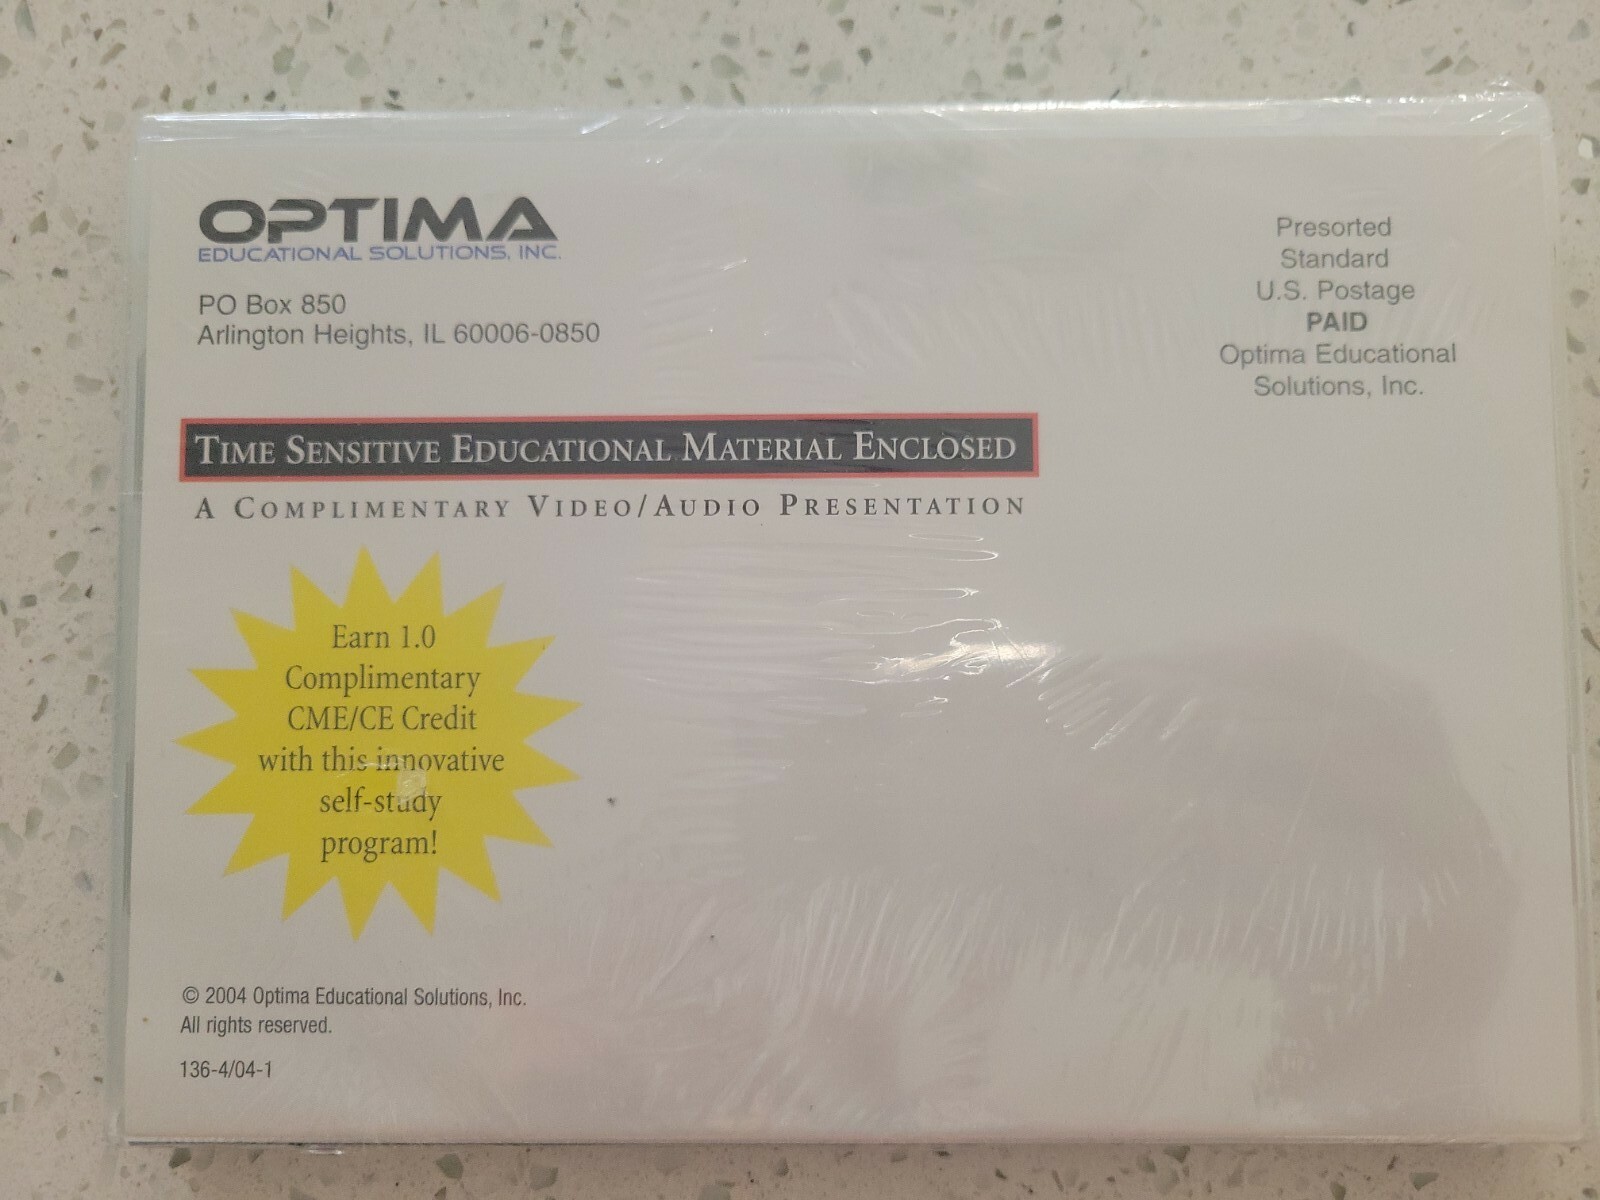 OPTIMA
EDUCATIONAL SOLUTIONS, INC.
PO Box 850
Arlington Heights, IL 60006-0850
Presorted
Standard
U.S. Postage
PAID
Optima Educational
Solutions, Inc.
TIME SENSITIVE EDUCATIONAL MATERIAL ENCLOSED
A COMPLIMENTARY VIDEO/AUDIO PRESENTATION
Earn 1.0
Complimentary
CME/CE Credit
with this innovative
self-study
program!
© 2004 Optima Educational Solutions, Inc.
All rights reserved.
136-4/04-1